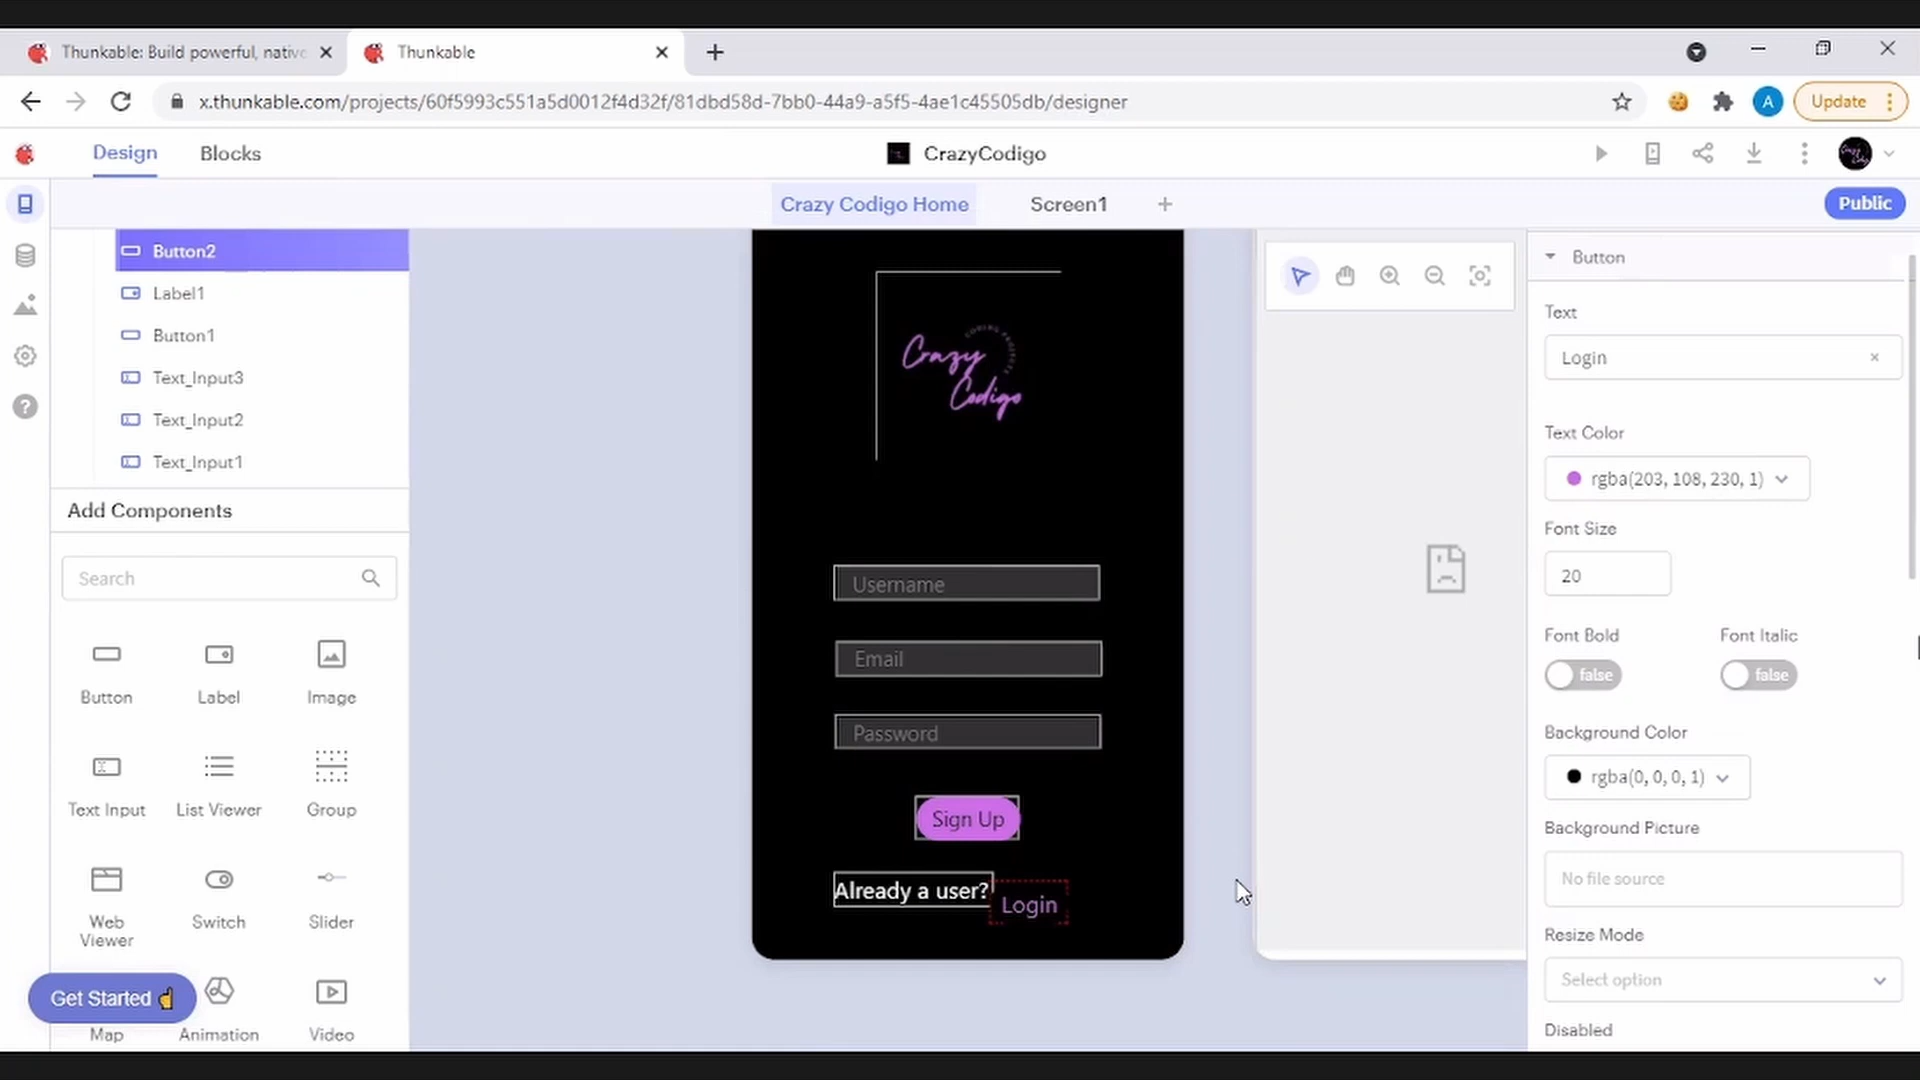 Thunkable: Build powerful, nativ
Thunkable
x.thunkable.com/projects/60f5993c551a5d0012f4d32f/81dbd58d-7bb0-44a9-a5f5-4ae1c45505db/designer
A
Update
Design
Blocks
CrazyCodigo
Crazy Codigo Home
Screen1
Public
Button2
Label1
Button1
Text_Input3
Text_Input2
Text_Input1
Add Components
Search
Button
Label
Image
Text Input
List Viewer
Group
Web
Viewer
Switch
Slider
Get Started
Map
Animation
Video
Crazy
Codigo
Username
Email
Password
Sign Up
Already a user?
Login
Button
Text
Login
Text Color
rgba(203, 108, 230, 1)
Font Size
20
Font Bold
Font Italic
false
false
Background Color
rgba(0, 0, 0, 1)
Background Picture
No file source
Resize Mode
Select option
Disabled